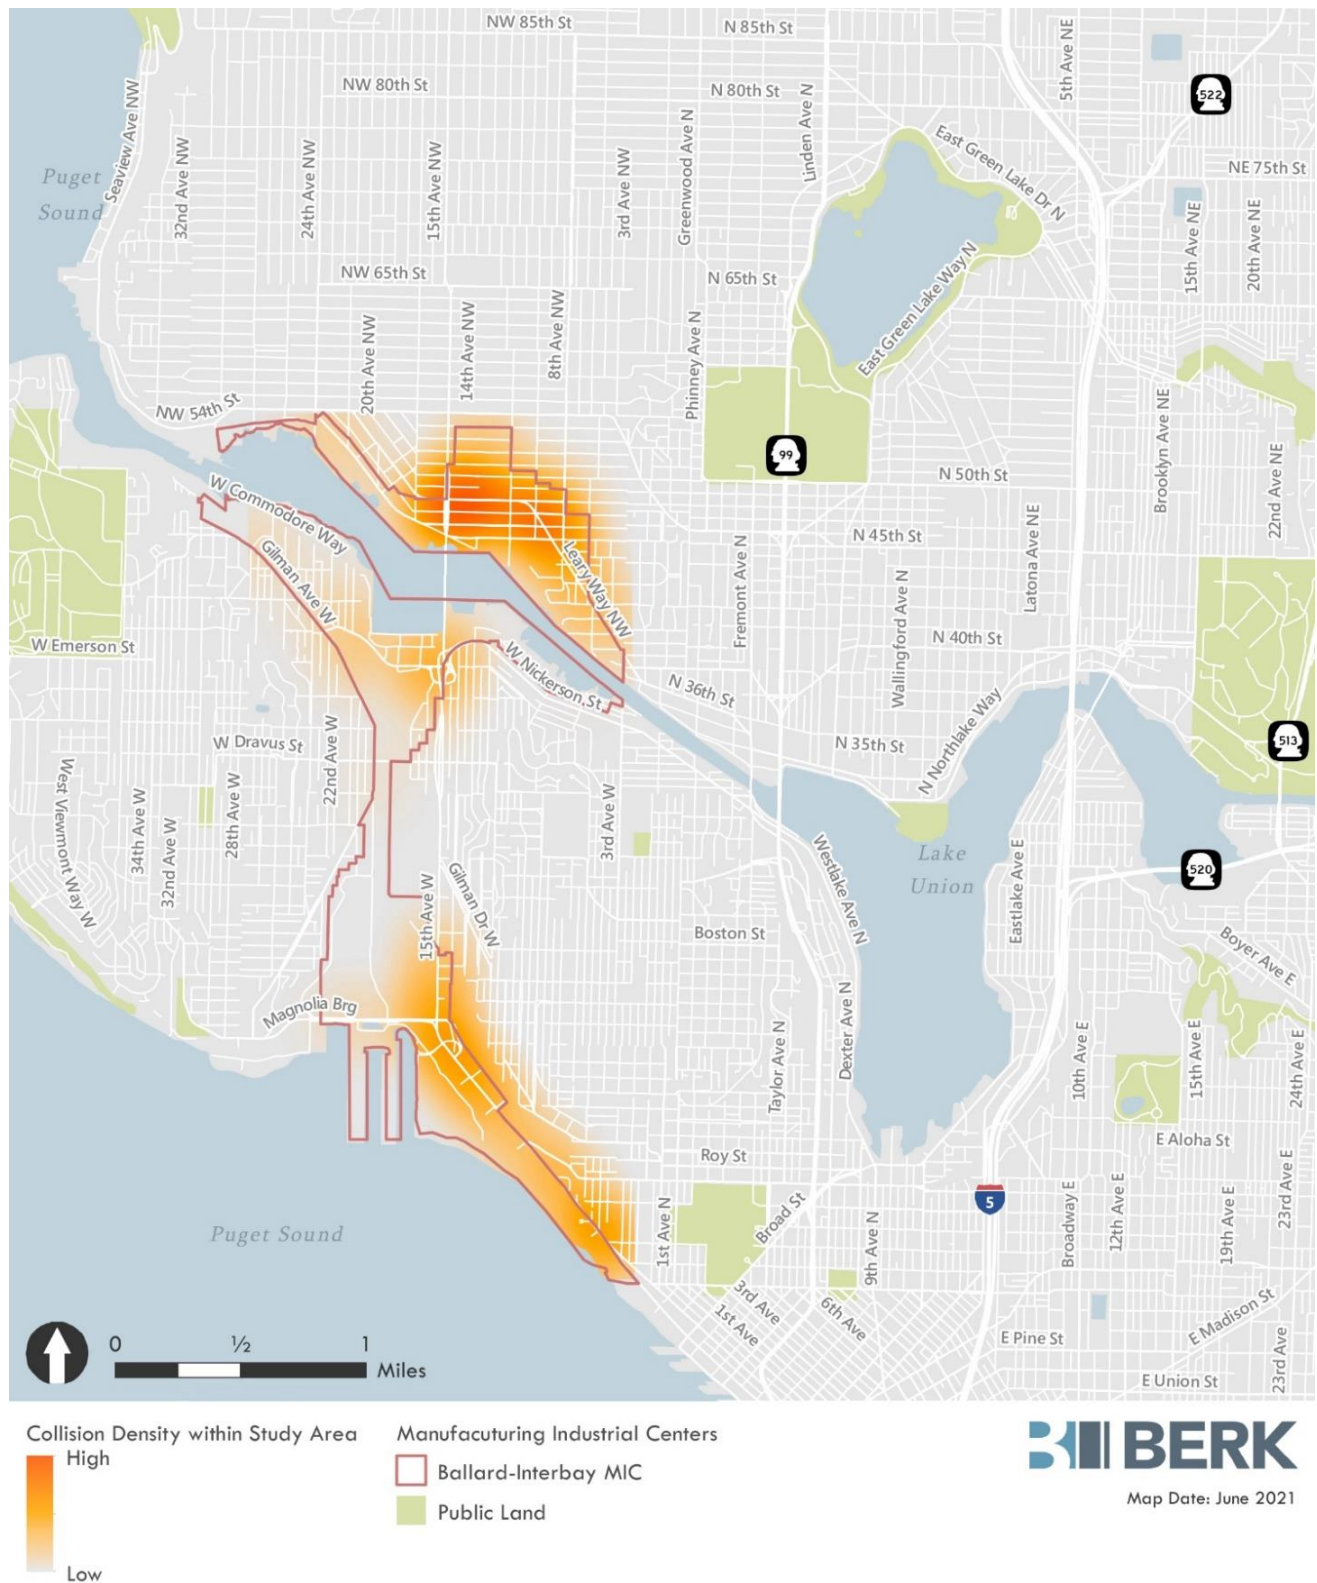 NW 85th St
N 85th St
5th Ave NE
522
NW 80th St
N 80th St
Seaview Ave NW
Linden Ave N
East Green Lake Dr N
Puget
Sound
32nd Ave NW
24th Ave NW
15th Ave NW
3rd Ave NW
Greenwood Ave N
NE 75th St
15th Ave NE
20th Ave NE
NW 65th St
N 65th St
East Green Lake Way N
20th Ave NW
14th Ave NW
8th Ave NW
Phinney Ave N
NW 54th St
99
N 50th St
Brooklyn Ave NE
22nd Ave NE
W Commodore Way
Gilman Ave W
Leary Way NW
N 45th St
Latona Ave NE
Fremont Ave N
Wallingford Ave N
W Emerson St
N 40th St
W Nickerson St
N 36th St
W Dravus St
22nd Ave W
N 35th St
N Northlake Way
513
West Viewmont Way W
34th Ave W
32nd Ave W
28th Ave W
3rd Ave W
Westlake Ave N
Lake
Union
Eastlake Ave E
520
15th Ave W
Gilman Dr W
Boston St
Boyer Ave E
Magnolia Brg
Taylor Ave N
Dexter Ave N
10th Ave E
15th Ave E
24th Ave E
Roy St
E Aloha St
Puget Sound
1st Ave N
Broad St
9th Ave N
5
Broadway E
12th Ave E
19th Ave E
23rd Ave E
3rd Ave
1st Ave
6th Ave
E Pine St
E Madison St
E Union St
23rd Ave
0 ½ 1
Miles
Collision Density within Study Area
High
Low
Manufacuturing Industrial Centers
Ballard-Interbay MIC
Public Land
BERK
Map Date: June 2021